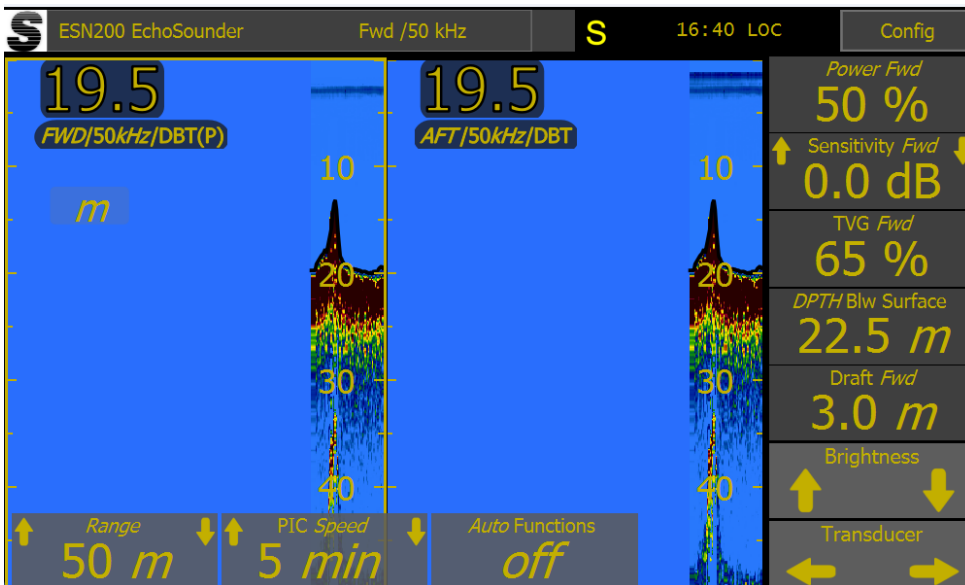 S ESN200 EchoSounder Fwd /50 kHz S 16:40 LOC Config
19.5
FWD/50kHz/DBT(P)
m
10
20
30
40
19.5
AFT/50kHz/DBT
10
20
30
40
Power Fwd
50 %
Sensitivity Fwd
0.0 dB
TVG Fwd
65 %
DPTH Blw Surface
22.5 m
Draft Fwd
3.0 m
Brightness
Transducer
Range
50 m
PIC Speed
5 min
Auto Functions
off